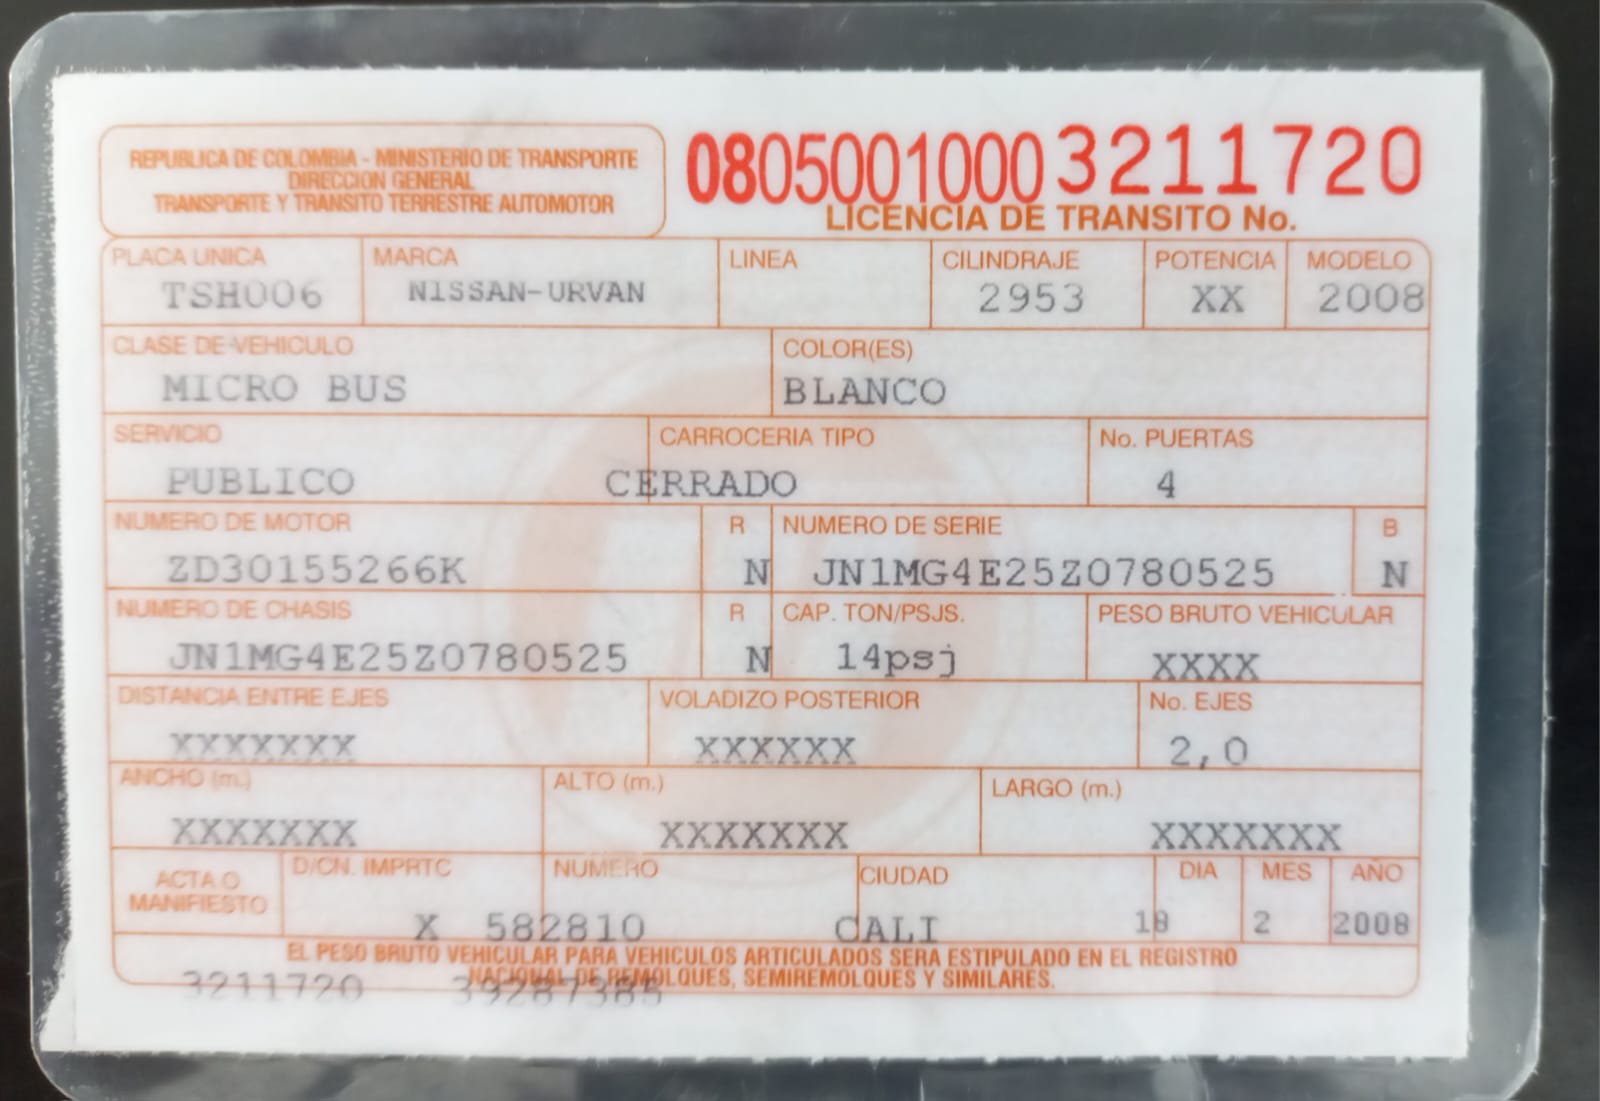 REPUBLICA DE COLOMBIA - MINISTERIO DE TRANSPORTE
DIRECCION GENERAL
TRANSPORTE Y TRANSITO TERRESTRE AUTOMOTOR
08050010003211720
LICENCIA DE TRANSITO No.
PLACA UNICA MARCA LINEA CILINDRAJE POTENCIA MODELO
TSH006 NISSAN-URVAN 2953 XX 2008
CLASE DE VEHICULO COLOR(ES)
MICRO BUS BLANCO
SERVICIO CARROCERIA TIPO No. PUERTAS
PUBLICO CERRADO 4
NUMERO DE MOTOR R NUMERO DE SERIE B
ZD30155266K N JN1MG4E25Z0780525 N
NUMERO DE CHASIS R CAP. TON/PSJS. PESO BRUTO VEHICULAR
JN1MG4E25Z0780525 N 14psj XXXX
DISTANCIA ENTRE EJES VOLADIZO POSTERIOR No. EJES
XXXXXXX XXXXXX 2,0
ANCHO (m.) ALTO (m.) LARGO (m.)
XXXXXXX XXXXXXX XXXXXXX
ACTA O MANIFIESTO D/CN. IMPRTC NUMERO CIUDAD DIA MES AÑO
X 582810 CALI 18 2 2008
EL PESO BRUTO VEHICULAR PARA VEHICULOS ARTICULADOS SERA ESTIPULADO EN EL REGISTRO
NACIONAL DE REMOLQUES, SEMIREMOLQUES Y SIMILARES.
3211720 39287385